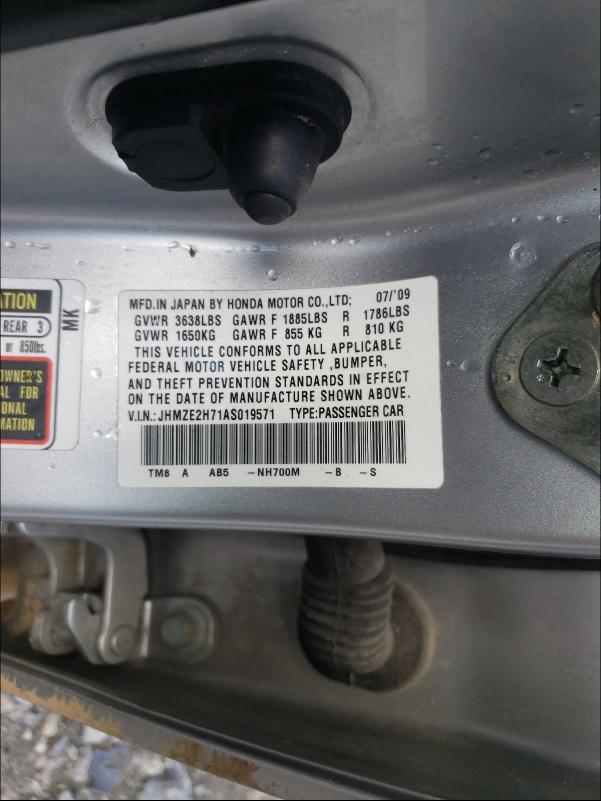 ATION
REAR 3
or 850lbs.
OWNER'S
AL FOR
IONAL
ION
MK
MFD.IN JAPAN BY HONDA MOTOR CO.,LTD; 07/'09
GVWR 3638LBS GAWR F 1885LBS R 1786LBS
GVWR 1650KG GAWR F 855 KG R 810 KG
THIS VEHICLE CONFORMS TO ALL APPLICABLE
FEDERAL MOTOR VEHICLE SAFETY ,BUMPER,
AND THEFT PREVENTION STANDARDS IN EFFECT
ON THE DATE OF MANUFACTURE SHOWN ABOVE.
V.I.N.: JHMZE2H71AS019571 TYPE:PASSENGER CAR
TM8 A AB5 -NH700M -B -S